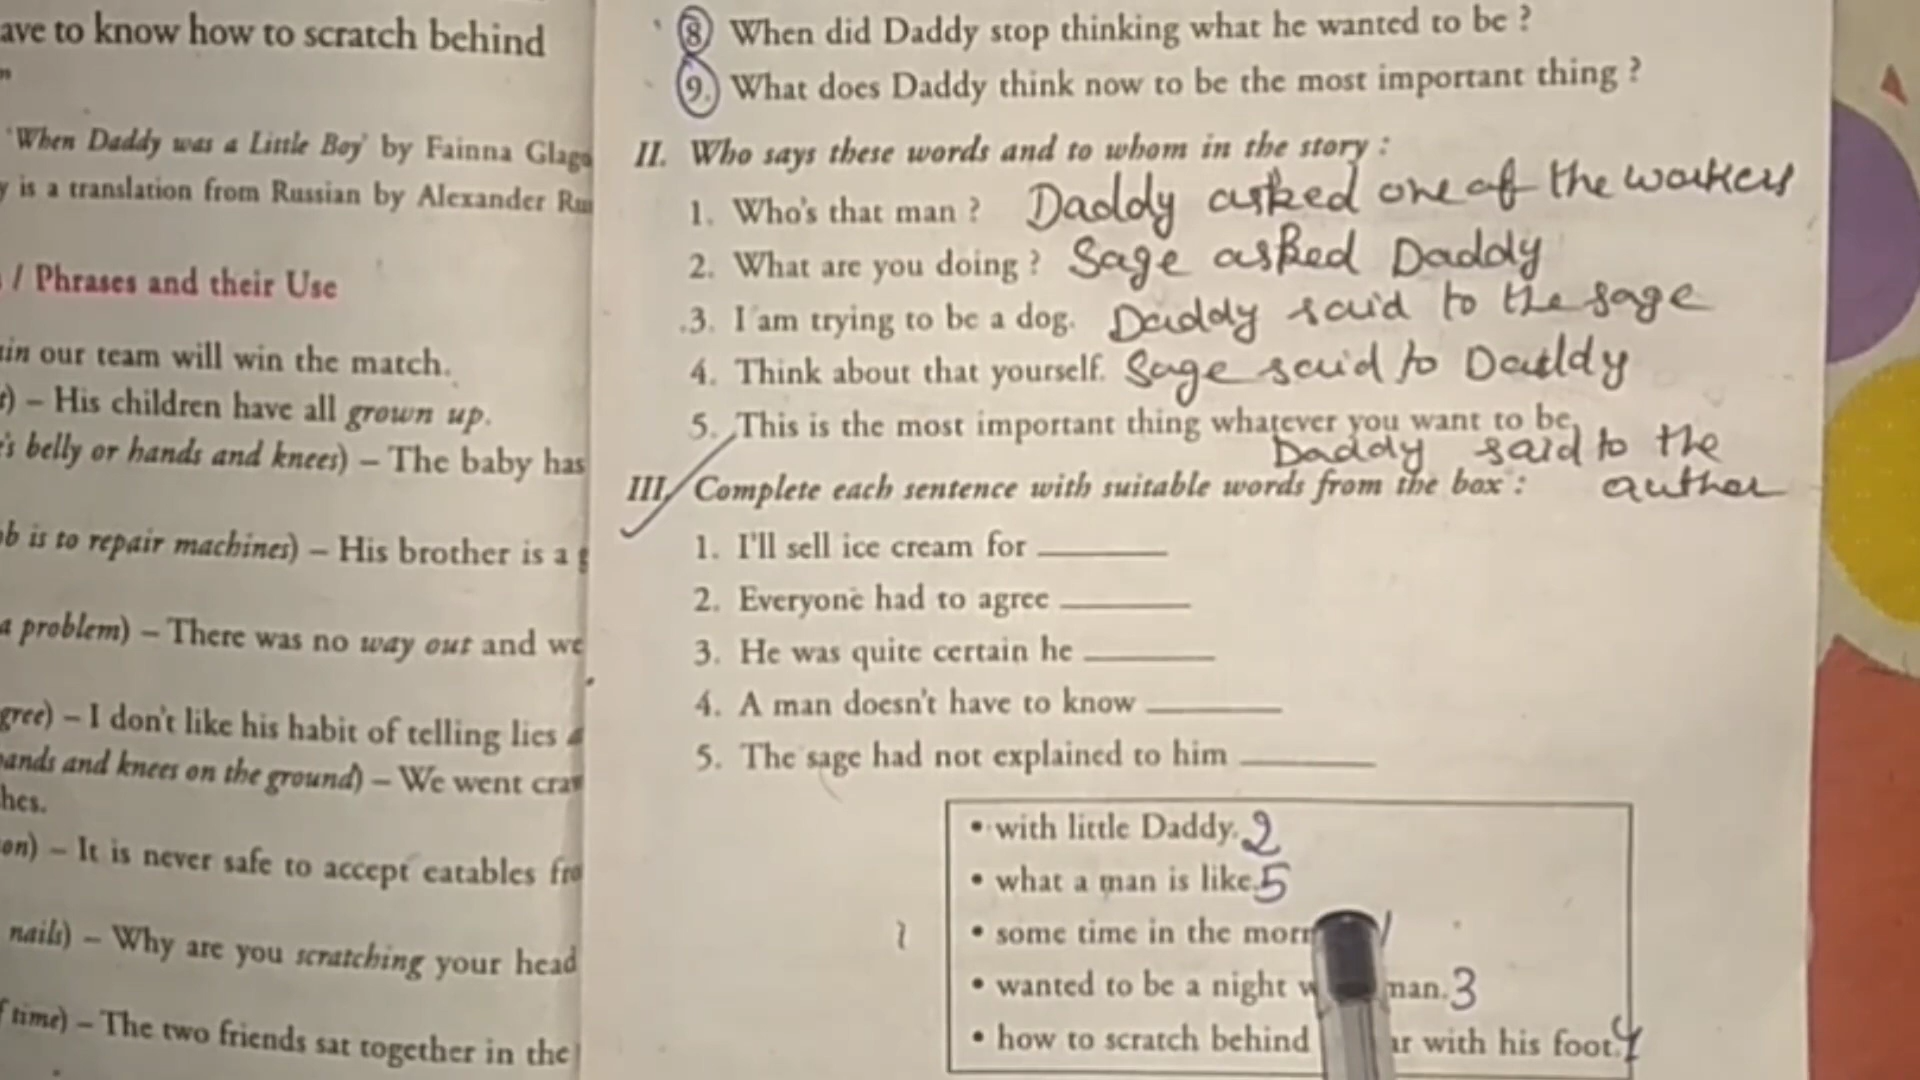 ave to know how to scratch behind
'When Daddy was a Little Boy' by Fainna
y is a translation from Russian by Alexander
/ Phrases and their Use
in our team will win the match.
t) – His children have all grown up.
's belly or hands and knees) – The baby has
b is to repair machines) – His brother is a
a problem) – There was no way out and we
gree) – I don't like his habit of telling lies
ands and knees on the ground) – We went
hes.
on) – It is never safe to accept eatables
nails) – Why are you scratching your head
f time) – The two friends sat together in the
8 When did Daddy stop thinking what he wanted to be ?
9. What does Daddy think now to be the most important thing ?
II. Who says these words and to whom in the story :
1. Who's that man ? Daddy asked one of the workers
2. What are you doing ? Sage asked Daddy
3. I am trying to be a dog. Daddy said to the sage
4. Think about that yourself. Sage said to Daddy
5. This is the most important thing whatever you want to be.
Daddy said to the
III. Complete each sentence with suitable words from the box : author
1. I'll sell ice cream for
2. Everyone had to agree
3. He was quite certain he
4. A man doesn't have to know
5. The sage had not explained to him
• with little Daddy. 2
• what a man is like. 5
• some time in the
• wanted to be a night man. 3
• how to scratch behind with his foot. 4